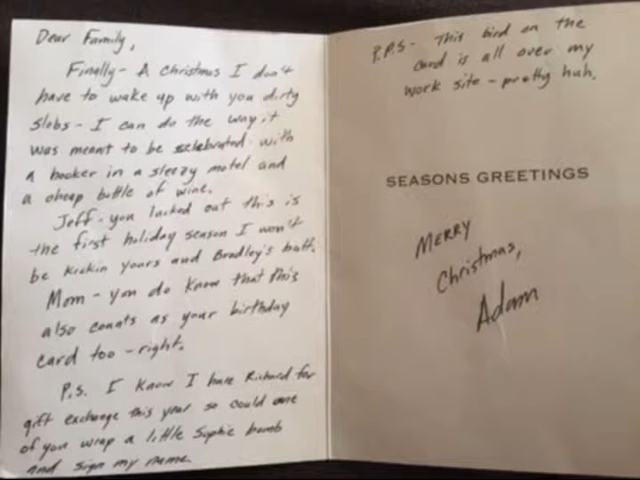 Dear Family,
Finally - A Christmas I don't
have to wake up with you dirty
slobs - I can do the way it
was meant to be celebrated - with
a hooker in a sleezy motel and
a cheap bottle of wine.
Jeff - you lucked out this is
the first holiday season I won't
be kickin yours and Bradley's butt.
Mom - you do know that this
also counts as your birthday
card too - right.
P.S. I know I have Richard for
gift exchange this year so could one
of you wrap a little Sophie bomb
and sign my name.
P.P.S - This bird on the
card is all over my
work site - pretty huh.
SEASONS GREETINGS
Merry
Christmas,
Adam